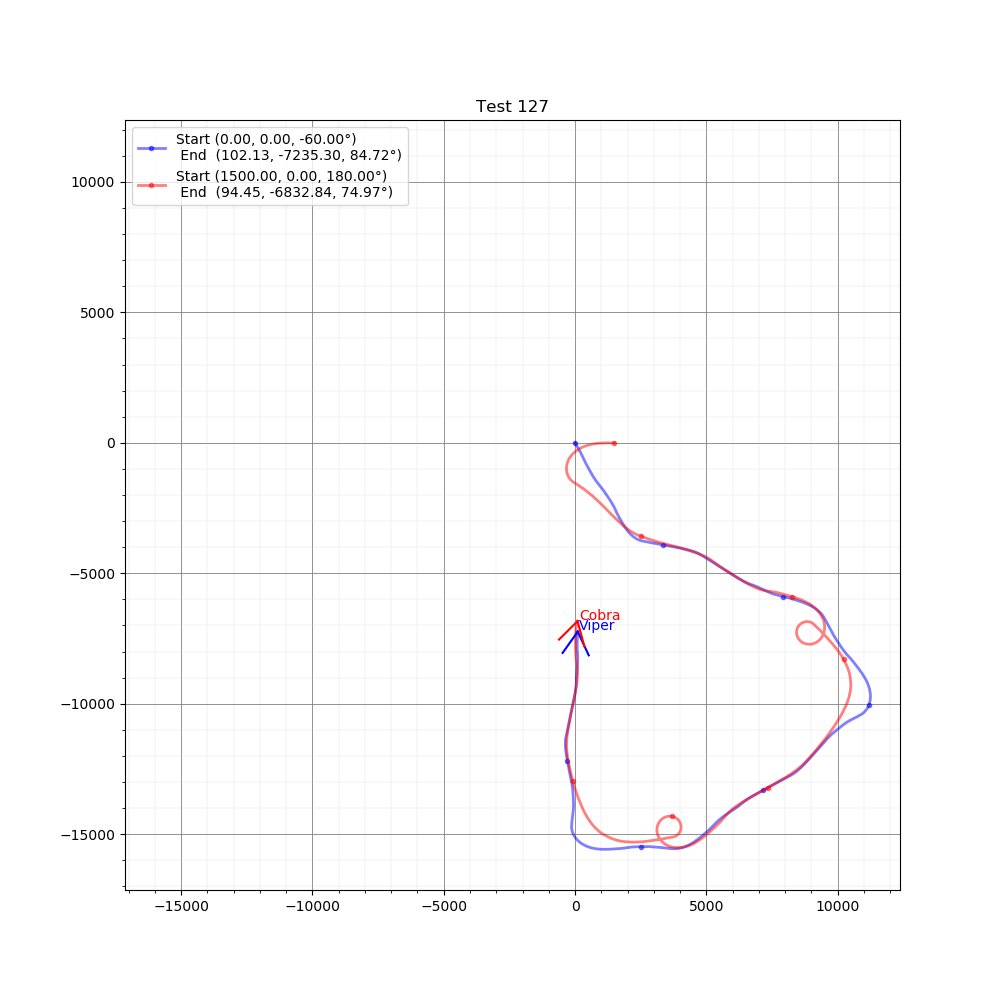 Test 127
Start (0.00, 0.00, -60.00°)
End (102.13, -7235.30, 84.72°)
Start (1500.00, 0.00, 180.00°)
End (94.45, -6832.84, 74.97°)
10000
5000
0
−5000
−10000
−15000
Cobra
Viper
−15000
−10000
−5000
0
5000
10000